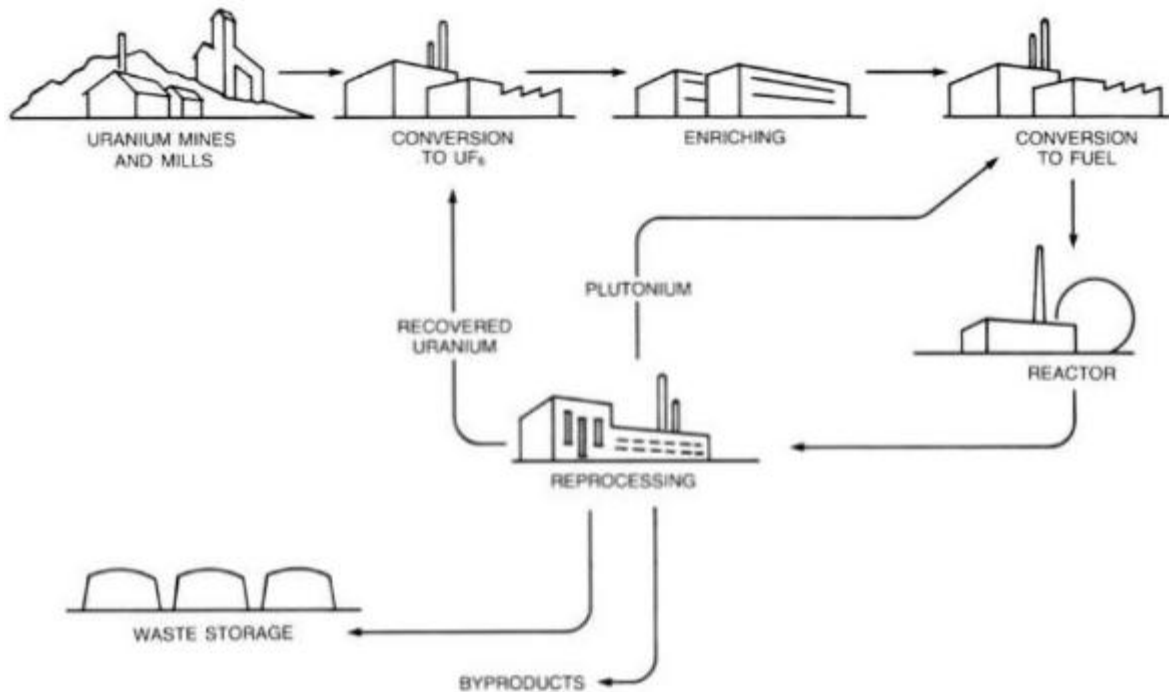 URANIUM MINES
AND MILLS
CONVERSION
TO UF₆
ENRICHING
CONVERSION
TO FUEL
PLUTONIUM
RECOVERED
URANIUM
REACTOR
REPROCESSING
WASTE STORAGE
BYPRODUCTS